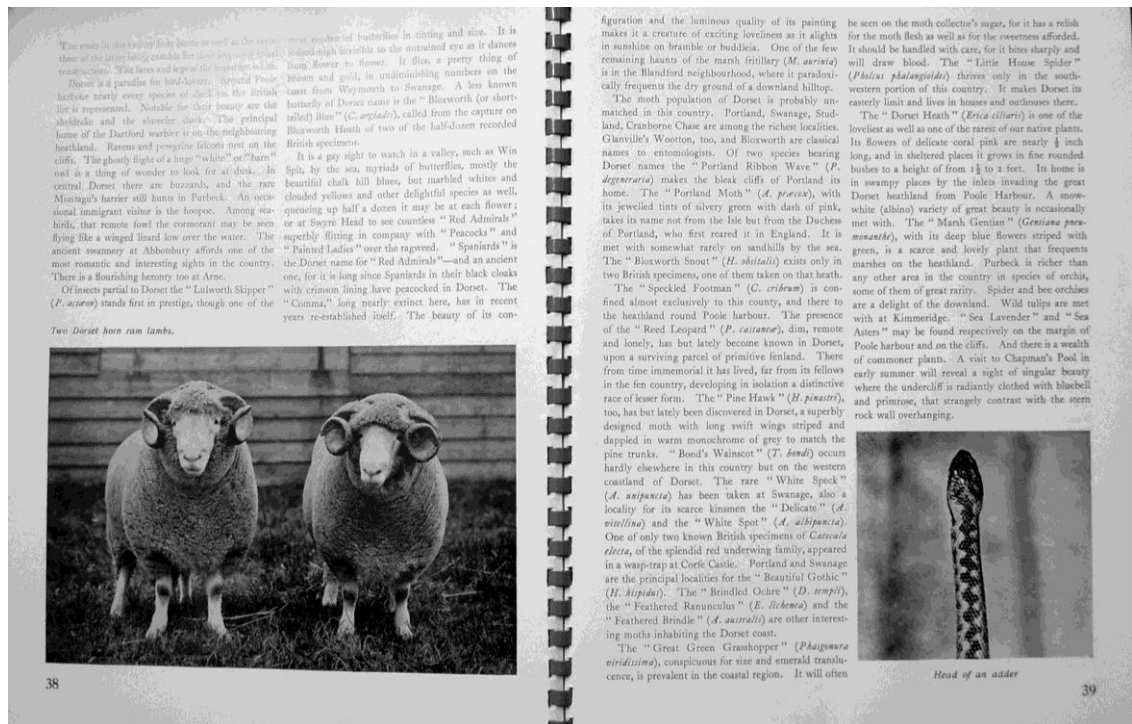 The ewes in this county bear horns as well as the rams
those of the latter being notable for their imposing spiral
construction. The faces and legs of the breed are white.
Dorset is a paradise for bird-lovers. Around Poole
harbour nearly every species of duck on the British
list is represented. Notable for their beauty are the
sheldrake and the shoveler duck. The principal
home of the Dartford warbler is on the neighbouring
heathland. Ravens and peregrine falcons nest on the
cliffs. The ghostly flight of a large "white" or "barn"
owl is a thing of wonder to look for at dusk. In
central Dorset there are buzzards, and the rare
Montagu's harrier still hunts in Purbeck. An occa-
sional immigrant visitor is the hoopoe. Among sea-
birds, that remote fowl the cormorant may be seen
flying like a winged lizard low over the water. The
ancient swannery at Abbotsbury affords one of the
most romantic and interesting sights in the country.
There is a flourishing heronry too at Arne.
Of insects partial to Dorset the "Lulworth Skipper"
(P. acteon) stands first in prestige, though one of the
most modest of butterflies in tinting and size. It is
indeed nigh invisible to the untrained eye as it dances
from flower to flower. It flies, a pretty thing of
brown and gold, in undiminishing numbers on the
coast from Weymouth to Swanage. A less known
butterfly of Dorset name is the "Bloxworth (or short-
tailed) Blue" (C. argiades), called from the capture on
Bloxworth Heath of two of the half-dozen recorded
British specimens.
It is a gay sight to watch in a valley, such as Win
Spit, by the sea, myriads of butterflies, mostly the
beautiful chalk hill blues, but marbled whites and
clouded yellows and other delightful species as well,
queueing up half a dozen it may be at each flower;
or at Swyre Head to see countless "Red Admirals"
superbly flitting in company with "Peacocks" and
"Painted Ladies" over the ragweed. "Spaniards" is
the Dorset name for "Red Admirals"—and an ancient
one, for it is long since Spaniards in their black cloaks
with crimson lining have peacocked in Dorset. The
"Comma," long nearly extinct here, has in recent
years re-established itself. The beauty of its con-
Two Dorset horn ram lambs.
38
figuration and the luminous quality of its painting
makes it a creature of exciting loveliness as it alights
in sunshine on bramble or buddleia. One of the few
remaining haunts of the marsh fritillary (M. aurinia)
is in the Blandford neighbourhood, where it paradoxi-
cally frequents the dry ground of a downland hilltop.
The moth population of Dorset is probably un-
matched in this country. Portland, Swanage, Stud-
land, Cranborne Chase are among the richest localities.
Glanville's Wootton, too, and Bloxworth are classical
names to entomologists. Of two species bearing
Dorset names the "Portland Ribbon Wave" (P.
degeneraria) makes the bleak cliffs of Portland its
home. The "Portland Moth" (A. præcox), with
its jewelled tints of silvery green with dash of pink,
takes its name not from the Isle but from the Duchess
of Portland, who first reared it in England. It is
met with somewhat rarely on sandhills by the sea.
The "Bloxworth Snout" (H. obsitalis) exists only in
two British specimens, one of them taken on that heath.
The "Speckled Footman" (C. cribrum) is con-
fined almost exclusively to this county, and there to
the heathland round Poole Harbour. The presence
of the "Reed Leopard" (P. castaneæ), dim, remote
and lonely, has but lately become known in Dorset,
upon a surviving parcel of primitive fenland. There
from time immemorial it has lived, far from its fellows
in the fen country, developing in isolation a distinctive
race of lesser form. The "Pine Hawk" (H. pinastri),
too, has but lately been discovered in Dorset, a superbly
designed moth with long swift wings striped and
dappled in warm monochrome of grey to match the
pine trunks. "Bond's Wainscot" (T. bondi) occurs
hardly elsewhere in this country but on the western
coastland of Dorset. The rare "White Speck"
(A. unipuncta) has been taken at Swanage, also a
locality for its scarce kinsmen the "Delicate" (A.
vitellina) and the "White Spot" (A. albipuncta).
One of only two known British specimens of Catocala
electa, of the splendid red underwing family, appeared
in a wasp-trap at Corfe Castle. Portland and Swanage
are the principal localities for the "Beautiful Gothic"
(H. hispidus). The "Brindled Ochre" (D. templi),
the "Feathered Ranunculus" (E. lichenea) and the
"Feathered Brindle" (A. australis) are other interest-
ing moths inhabiting the Dorset coast.
The "Great Green Grasshopper" (Phasgonura
viridissima), conspicuous for size and emerald translu-
cence, is prevalent in the coastal region. It will often
be seen on the moth collector's sugar, for it has a relish
for the moth flesh as well as for the sweetness afforded.
It should be handled with care, for it bites sharply and
will draw blood. The "Little House Spider"
(Pholcus phalangioides) thrives only in the south-
western portion of this country. It makes Dorset its
easterly limit and lives in houses and outhouses there.
The "Dorset Heath" (Erica ciliaris) is one of the
loveliest as well as one of the rarest of our native plants.
Its flowers of delicate coral pink are nearly ½ inch
long, and in sheltered places it grows in fine rounded
bushes to a height of from 1½ to 2 feet. Its home is
in swampy places by the inlets invading the great
Dorset heathland from Poole Harbour. A snow-
white (albino) variety of great beauty is occasionally
met with. The "Marsh Gentian" (Gentiana pneu-
monanthe), with its deep blue flowers striped with
green, is a scarce and lovely plant that frequents
marshes on the heathland. Purbeck is richer than
any other area in the country in species of orchis,
some of them of great rarity. Spider and bee orchises
are a delight of the downland. Wild tulips are met
with at Kimmeridge. "Sea Lavender" and "Sea
Asters" may be found respectively on the margin of
Poole harbour and on the cliffs. And there is a wealth
of commoner plants. A visit to Chapman's Pool in
early summer will reveal a sight of singular beauty
where the undercliff is radiantly clothed with bluebell
and primrose, that strangely contrast with the stern
rock wall overhanging.
Head of an adder
39